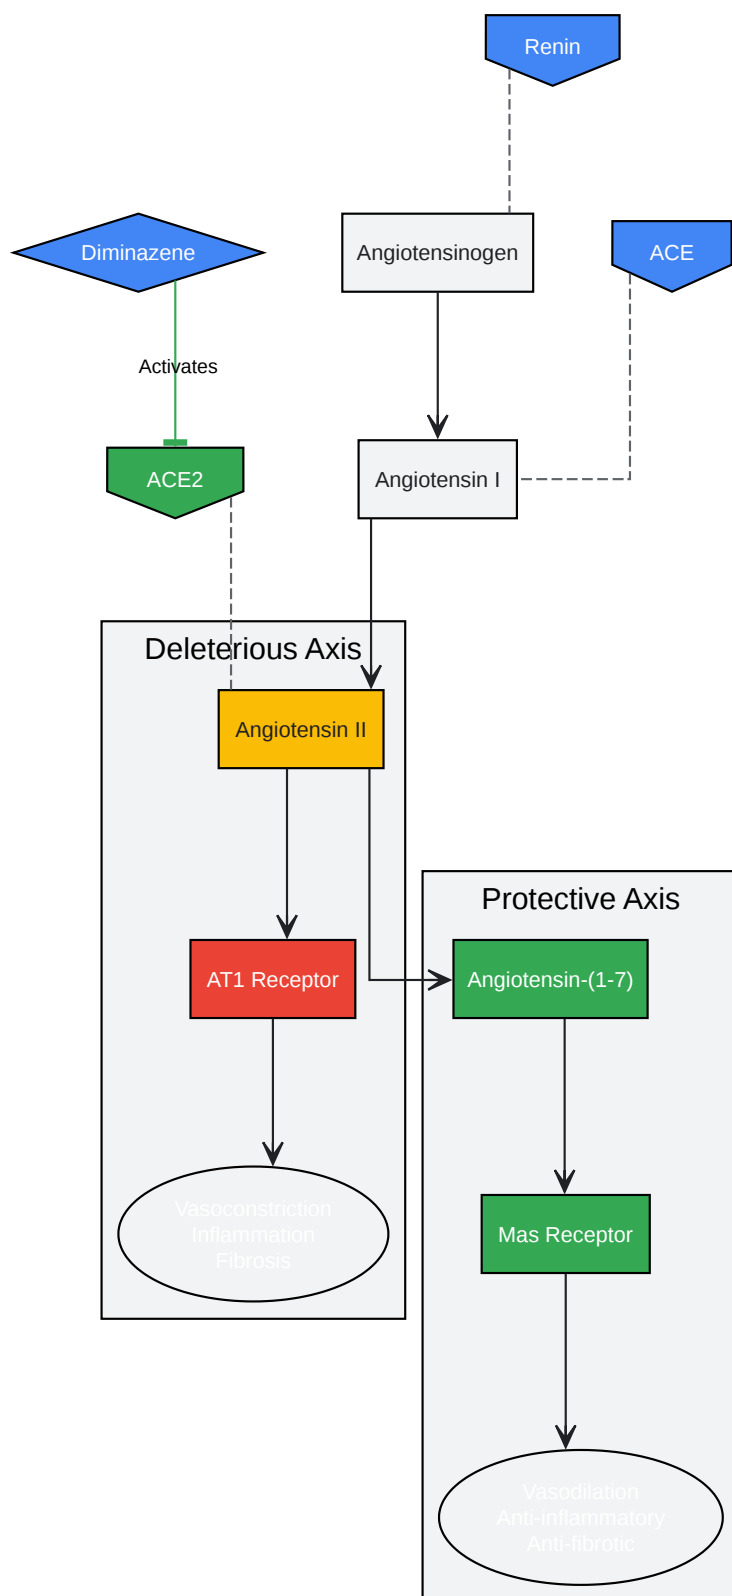 Renin
Diminazene
Angiotensinogen
ACE
Activates
ACE2
Angiotensin I
Deleterious Axis
Angiotensin II
Protective Axis
AT1 Receptor
Angiotensin-(1-7)
Vasoconstriction
Inflammation
Fibrosis
Mas Receptor
Vasodilation
Anti-inflammatory
Anti-fibrotic